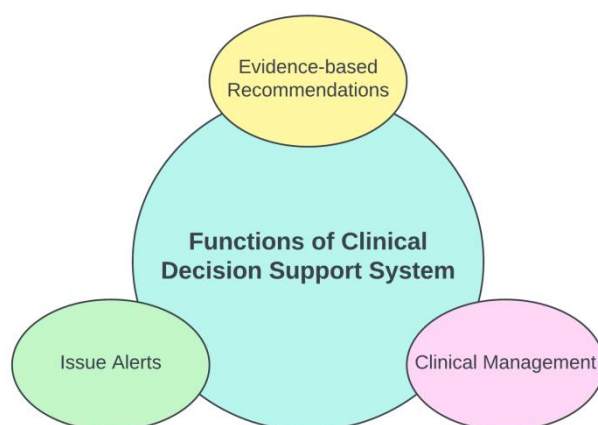 Evidence-based
Recommendations
Functions of Clinical
Decision Support System
Issue Alerts
Clinical Management